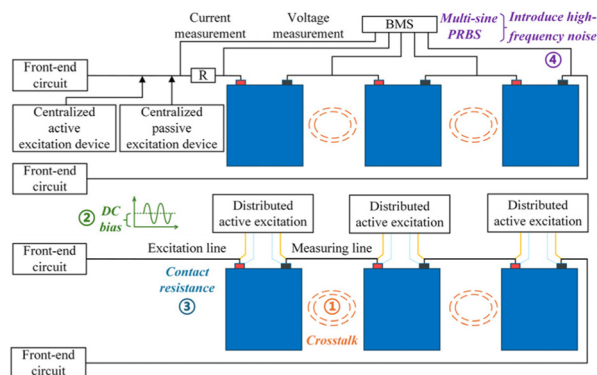 Current
measurement
Voltage
measurement
BMS
Multi-sine
PRBS
Introduce high-
frequency noise
④
Front-end
circuit
R
Centralized
active
excitation device
Centralized
passive
excitation device
Front-end
circuit
② DC
bias
Distributed
active excitation
Distributed
active excitation
Distributed
active excitation
Front-end
circuit
Excitation line
Measuring line
Contact
resistance
③
①
Crosstalk
Front-end
circuit